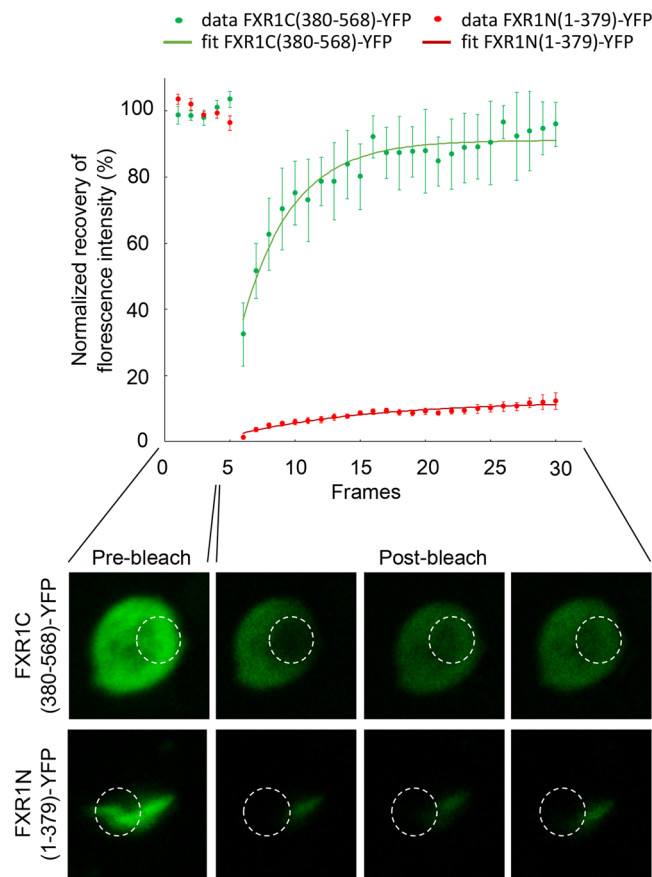 data FXR1C(380-568)-YFP data FXR1N(1-379)-YFP
fit FXR1C(380-568)-YFP fit FXR1N(1-379)-YFP
Normalized recovery of
florescence intensity (%)
100
80
60
40
20
0
0 5 10 15 20 25 30
Frames
Pre-bleach Post-bleach
FXR1C
(380-568)-YFP
FXR1N
(1-379)-YFP